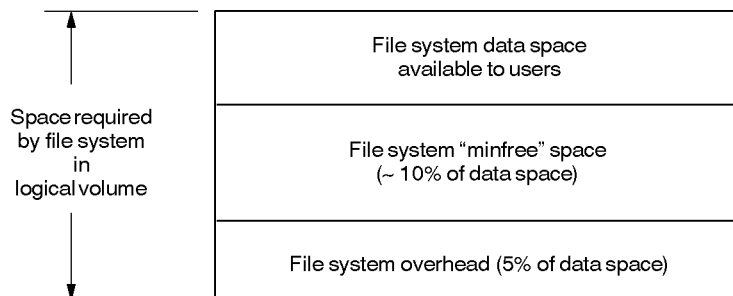 Space required
by file system
in
logical volume
File system data space
available to users
File system “minfree” space
(~ 10% of data space)
File system overhead (5% of data space)